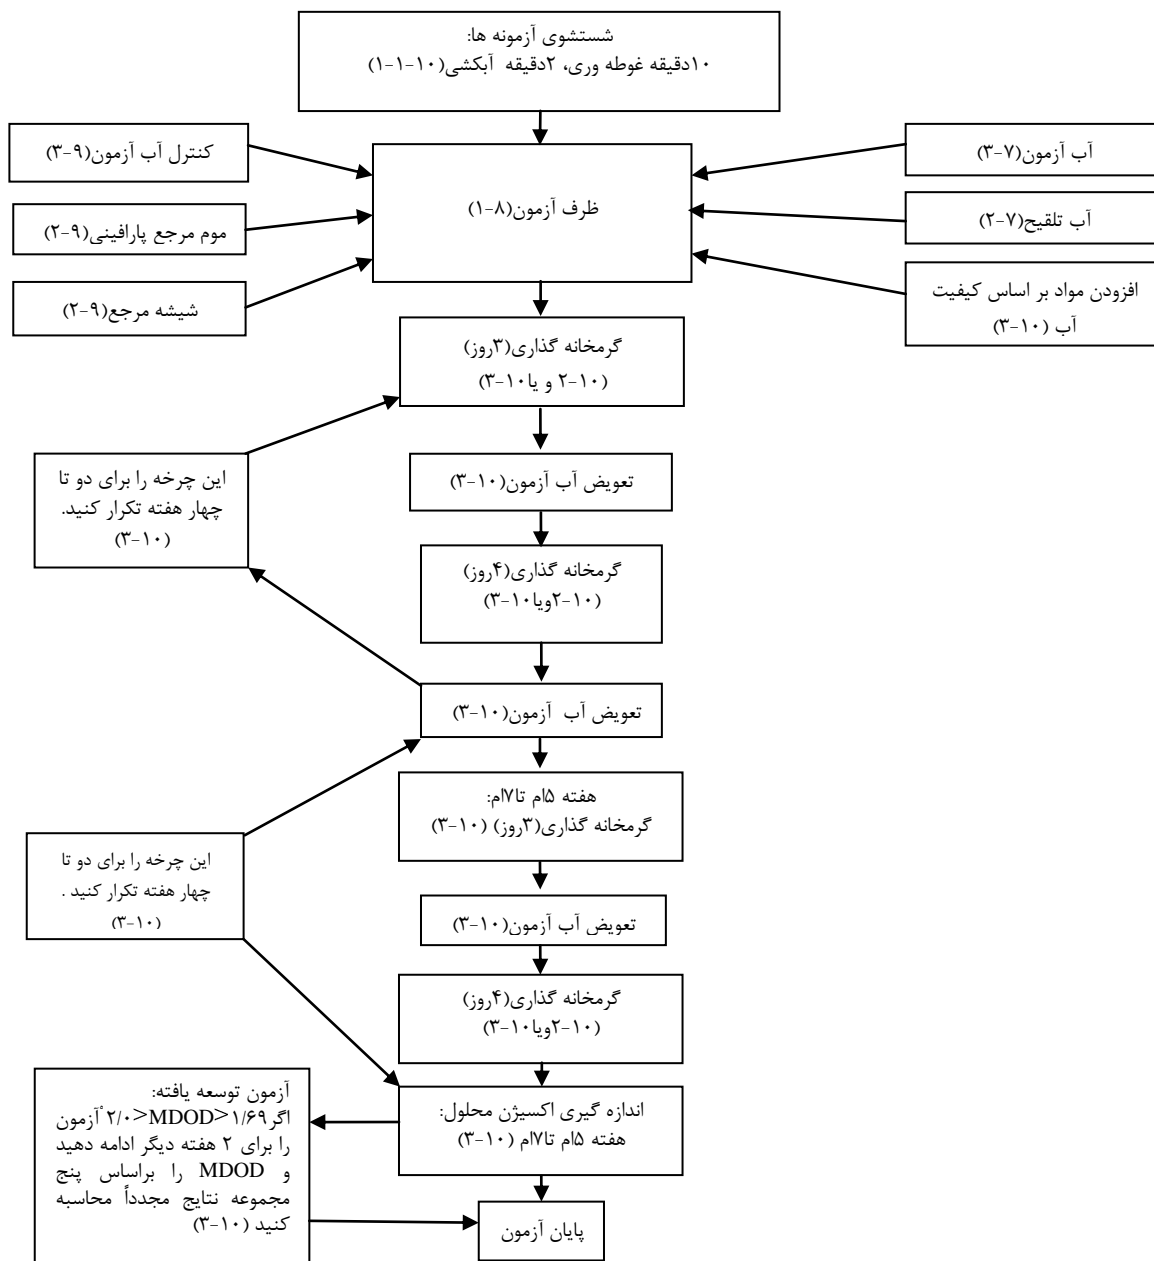 شستشوی آزمونه ها:
۱۰دقیقه غوطه وری، ۲دقیقه آبکشی(۱۰-۱-۱)
آب آزمون(۷-۳)
آب تلقیح(۷-۲)
افزودن مواد بر اساس کیفیت
آب (۱۰-۳)
ظرف آزمون(۸-۱)
کنترل آب آزمون(۹-۳)
موم مرجع پارافینی(۹-۲)
شیشه مرجع(۹-۲)
گرمخانه گذاری(۳روز)
(۱۰-۲ و یا۱۰-۳)
تعویض آب آزمون(۱۰-۳)
این چرخه را برای دو تا
چهار هفته تکرار کنید.
(۱۰-۳)
گرمخانه گذاری(۴روز)
(۱۰-۲ویا۱۰-۳)
تعویض آب آزمون(۱۰-۳)
هفته ۵ام تا۷ام:
گرمخانه گذاری(۳روز) (۱۰-۳)
این چرخه را برای دو تا
چهار هفته تکرار کنید .
(۱۰-۳)
تعویض آب آزمون(۱۰-۳)
گرمخانه گذاری(۴روز)
(۱۰-۲ویا۱۰-۳)
اندازه گیری اکسیژن محلول:
هفته ۵ام تا۷ام (۱۰-۳)
آزمون توسعه یافته:
اگر۱/۶۹<MDOD<۲/۰ْ آزمون
را برای ۲ هفته دیگر ادامه دهید
و MDOD را براساس پنج
مجموعه نتایج مجدداً محاسبه
کنید (۱۰-۳)
پایان آزمون